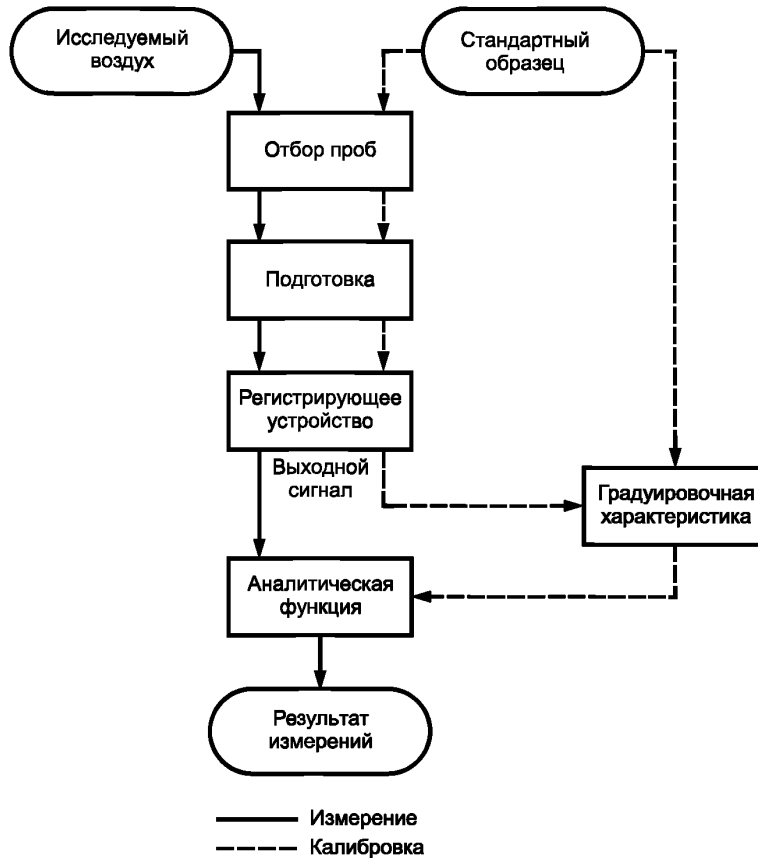 Исследуемый
воздух
Стандартный
образец
Отбор проб
Подготовка
Регистрирующее
устройство
Выходной
сигнал
Градуировочная
характеристика
Аналитическая
функция
Результат
измерений
Измерение
Калибровка